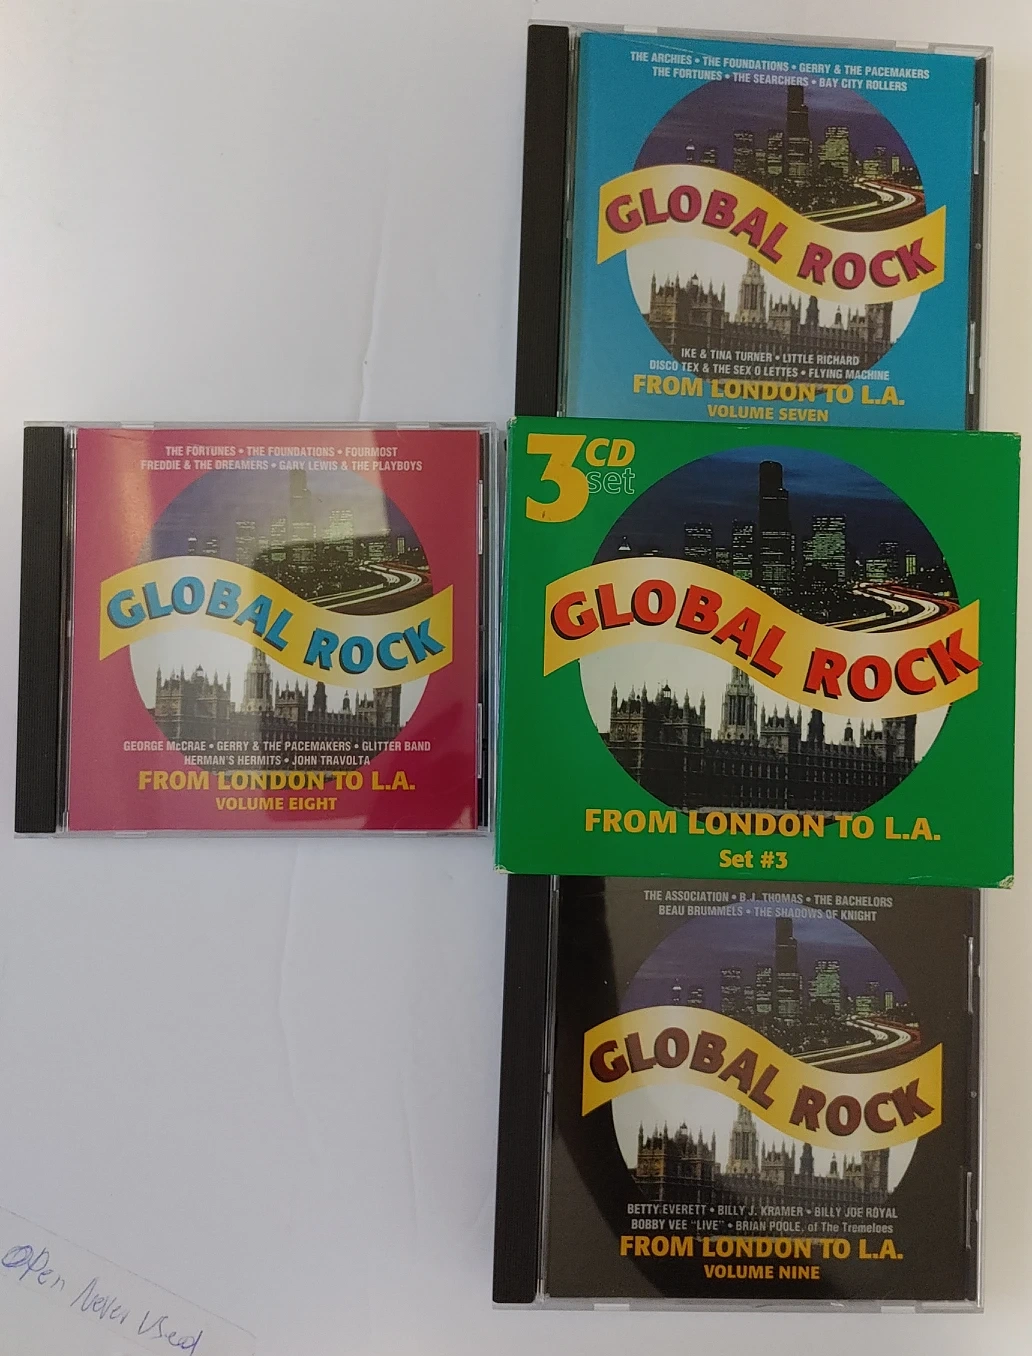 THE ARCHIES • THE FOUNDATIONS • GERRY & THE PACEMAKERS
THE FORTUNES • THE SEARCHERS • BAY CITY ROLLERS
GLOBAL ROCK
IKE & TINA TURNER • LITTLE RICHARD
DISCO TEX & THE SEX O LETTES • FLYING MACHINE
FROM LONDON TO L.A.
VOLUME SEVEN
THE FORTUNES • THE FOUNDATIONS • FOURMOST
FREDDIE & THE DREAMERS • GARY LEWIS & THE PLAYBOYS
GLOBAL ROCK
GEORGE McCRAE • GERRY & THE PACEMAKERS • GLITTER BAND
HERMAN'S HERMITS • JOHN TRAVOLTA
FROM LONDON TO L.A.
VOLUME EIGHT
3 CD
set
GLOBAL ROCK
FROM LONDON TO L.A.
Set #3
THE ASSOCIATION • B.J. THOMAS • THE BACHELORS
BEAU BRUMMELS • THE SHADOWS OF KNIGHT
GLOBAL ROCK
BETTY EVERETT • BILLY J. KRAMER • BILLY JOE ROYAL
BOBBY VEE "LIVE" • BRIAN POOLE, of The Tremeloes
FROM LONDON TO L.A.
VOLUME NINE
Open Never Used